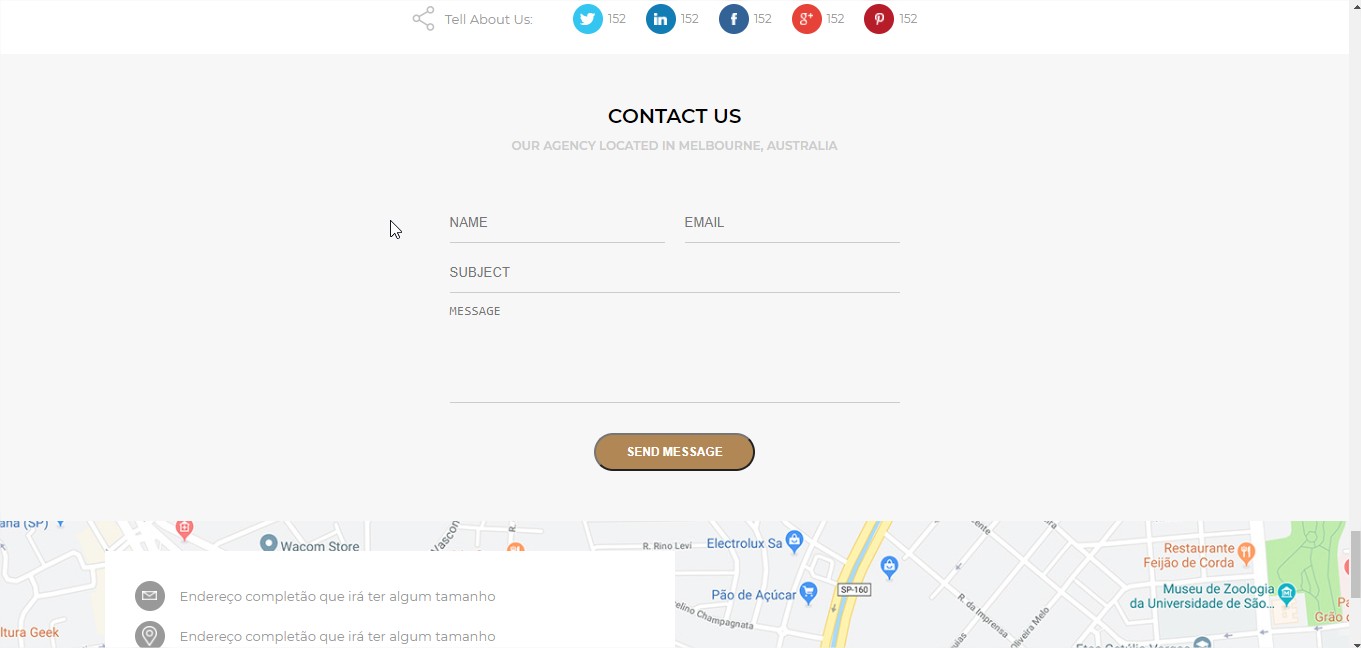 Tell About Us: 152 152 152 152 152
CONTACT US
OUR AGENCY LOCATED IN MELBOURNE, AUSTRALIA
NAME EMAIL
SUBJECT
MESSAGE
SEND MESSAGE
ana (SP)
Wacom Store
Vascon
R.
R. Rino Levi
Electrolux Sa
Pão de Açúcar
SP-160
elino Champagnata
R. da Imprensa
Oliveira Melo
Restaurante
Feijão de Corda
Museu de Zoologia
da Universidade de São...
Endereço completão que irá ter algum tamanho
Endereço completão que irá ter algum tamanho
ltura Geek
Grão d